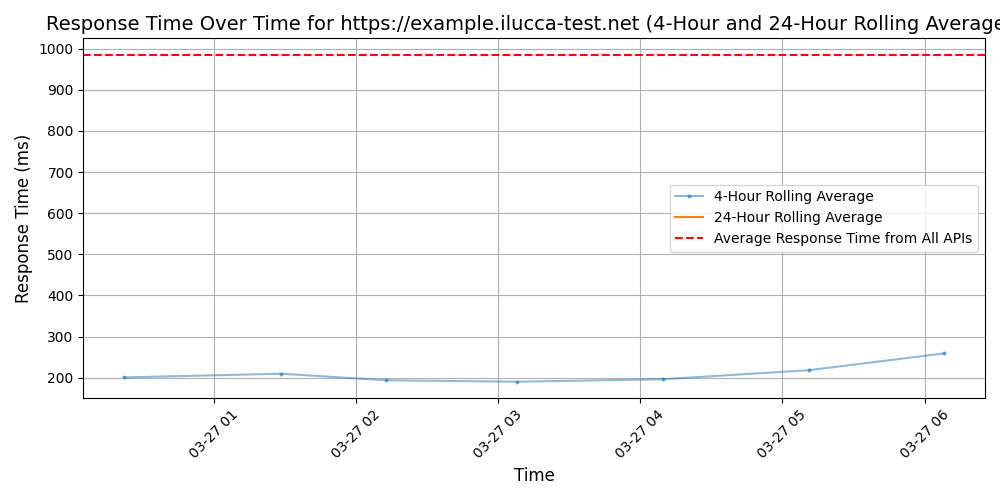 Response Time Over Time for https://example.ilucca-test.net (4-Hour and 24-Hour Rolling Average
Response Time (ms)
1000
900
800
700
600
500
400
300
200
4-Hour Rolling Average
24-Hour Rolling Average
Average Response Time from All APIs
03-27 01
03-27 02
03-27 03
03-27 04
03-27 05
03-27 06
Time